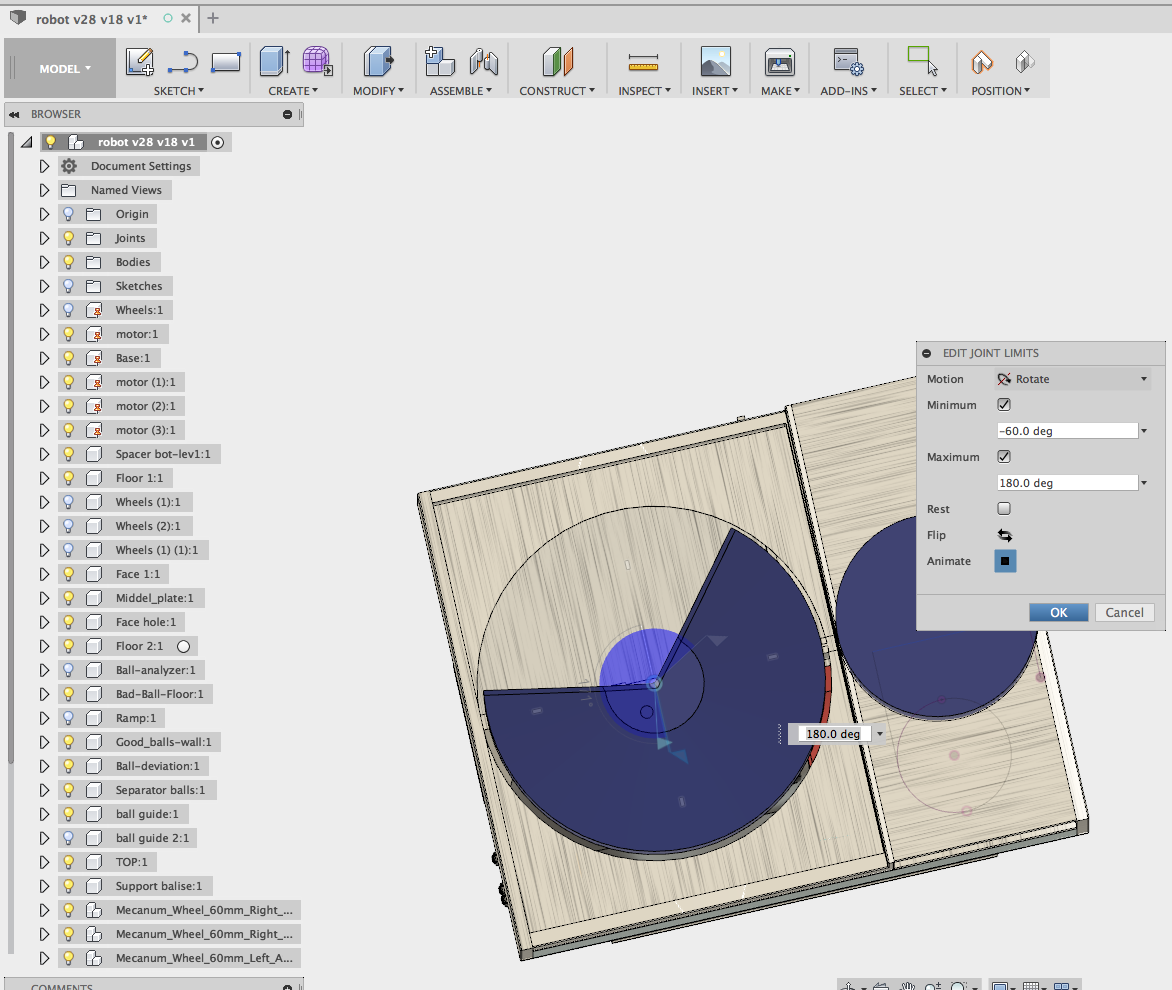 robot v28 v18 v1*
MODEL
SKETCH
CREATE
MODIFY
ASSEMBLE
CONSTRUCT
INSPECT
INSERT
MAKE
ADD-INS
SELECT
POSITION
BROWSER
robot v28 v18 v1
Document Settings
Named Views
Origin
Joints
Bodies
Sketches
Wheels:1
motor:1
Base:1
motor (1):1
motor (2):1
motor (3):1
Spacer bot-lev1:1
Floor 1:1
Wheels (1):1
Wheels (2):1
Wheels (1) (1):1
Face 1:1
Middel_plate:1
Face hole:1
Floor 2:1
Ball-analyzer:1
Bad-Ball-Floor:1
Ramp:1
Good_balls-wall:1
Ball-deviation:1
Separator balls:1
ball guide:1
ball guide 2:1
TOP:1
Support balise:1
Mecanum_Wheel_60mm_Right_...
Mecanum_Wheel_60mm_Right_...
Mecanum_Wheel_60mm_Left_A...
COMMENTS
EDIT JOINT LIMITS
Motion Rotate
Minimum
-60.0 deg
Maximum
180.0 deg
Rest
Flip
Animate
OK Cancel
180.0 deg